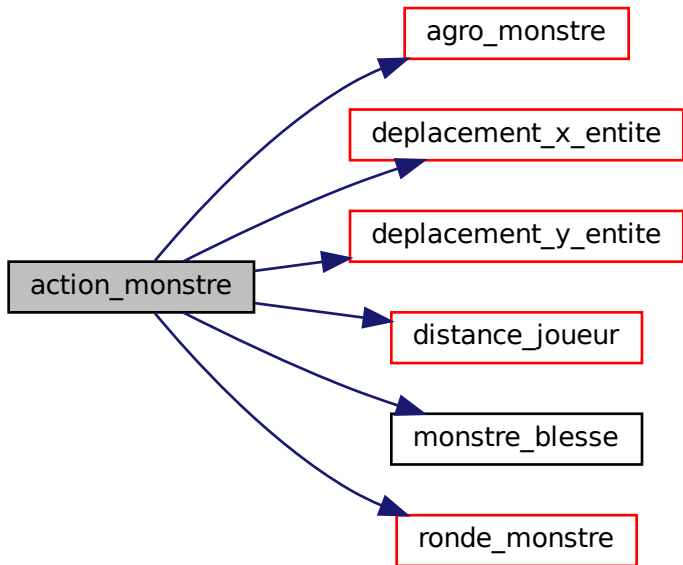 agro_monstre
deplacement_x_entite
deplacement_y_entite
action_monstre
distance_joueur
monstre_blesse
ronde_monstre